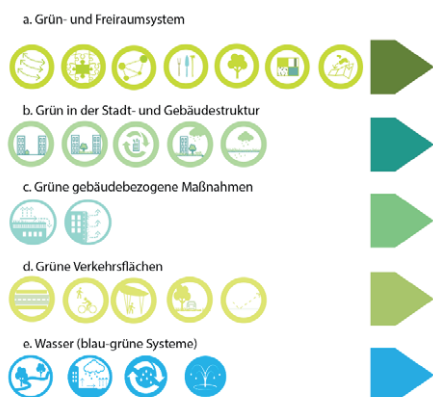 a. Grün- und Freiraumsystem
b. Grün in der Stadt- und Gebäudestruktur
c. Grüne gebäudebezogene Maßnahmen
d. Grüne Verkehrsflächen
e. Wasser (blau-grüne Systeme)